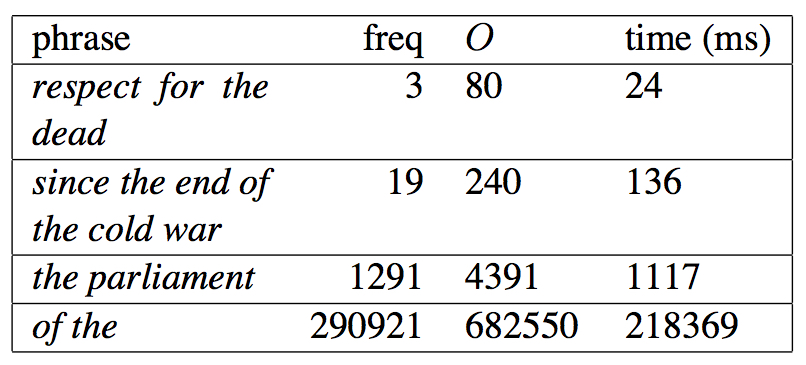 phrase freq O time (ms)
respect for the 3 80 24
dead
since the end of 19 240 136
the cold war
the parliament 1291 4391 1117
of the 290921 682550 218369